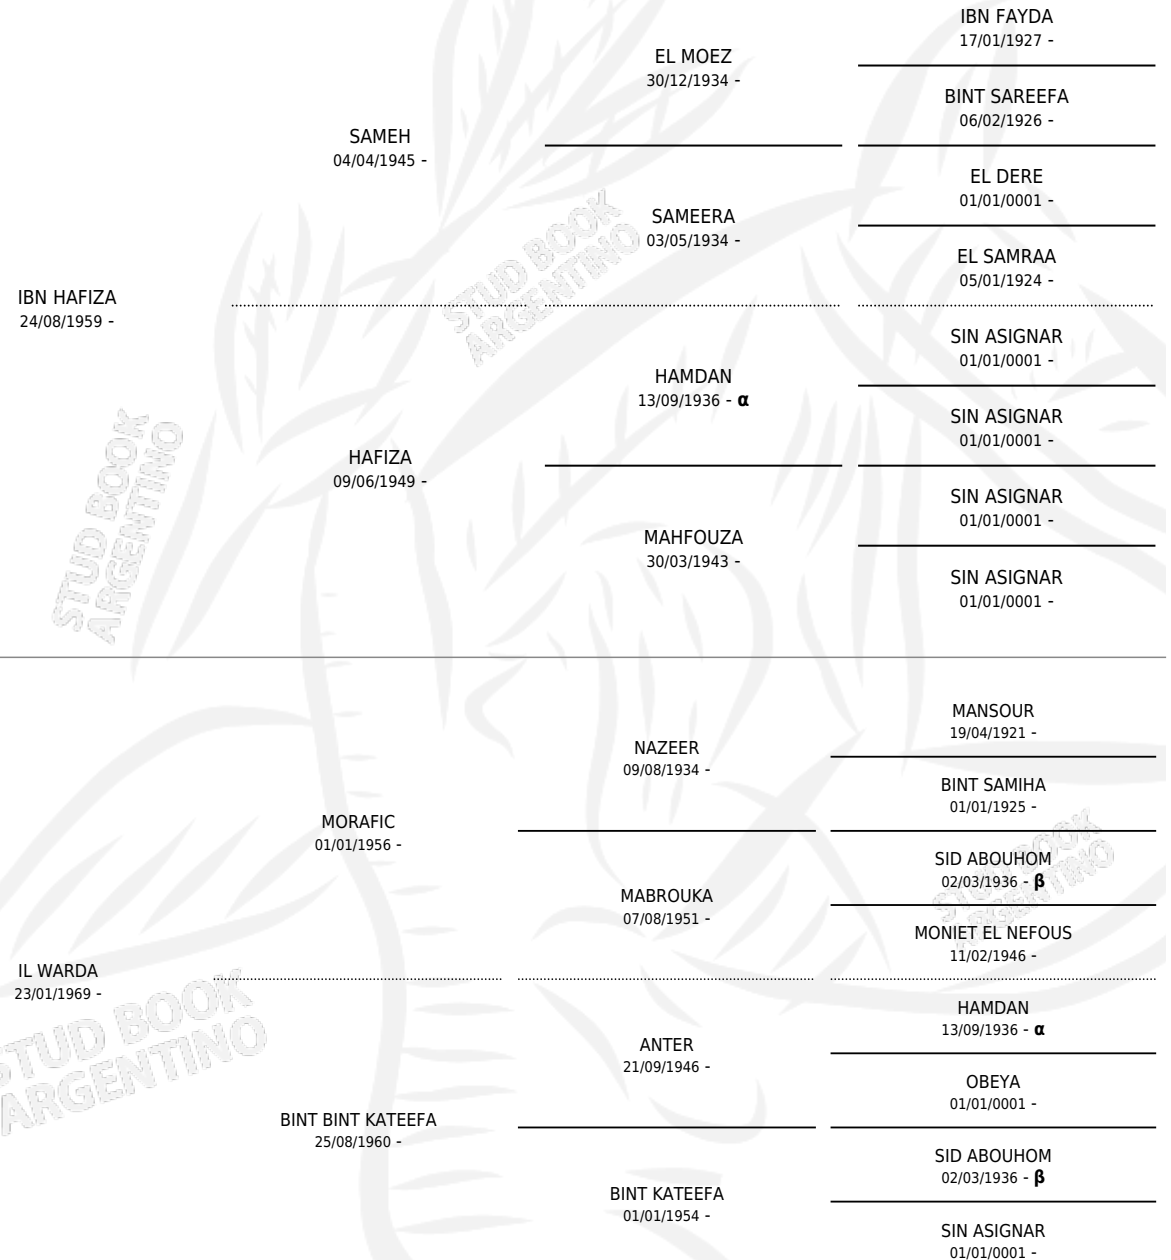 IBN FAYDA
17/01/1927 -
EL MOEZ
30/12/1934 -
BINT SAREEFA
06/02/1926 -
SAMEH
04/04/1945 -
EL DERE
01/01/0001 -
SAMEERA
03/05/1934 -
EL SAMRAA
05/01/1924 -
IBN HAFIZA
24/08/1959 -
SIN ASIGNAR
01/01/0001 -
HAMDAN
13/09/1936 - α
SIN ASIGNAR
01/01/0001 -
HAFIZA
09/06/1949 -
SIN ASIGNAR
01/01/0001 -
MAHFOUZA
30/03/1943 -
SIN ASIGNAR
01/01/0001 -
STUD BOOK
ARGENTINO
STUD BOOK
ARGENTINO
MANSOUR
19/04/1921 -
NAZEER
09/08/1934 -
BINT SAMIHA
01/01/1925 -
MORAFIC
01/01/1956 -
SID ABOUHOM
02/03/1936 - β
MABROUKA
07/08/1951 -
MONIET EL NEFOUS
11/02/1946 -
IL WARDA
23/01/1969 -
HAMDAN
13/09/1936 - α
ANTER
21/09/1946 -
OBEYA
01/01/0001 -
BINT BINT KATEEFA
25/08/1960 -
SID ABOUHOM
02/03/1936 - β
BINT KATEEFA
01/01/1954 -
SIN ASIGNAR
01/01/0001 -
STUD BOOK
ARGENTINO
STUD BOOK
ARGENTINO